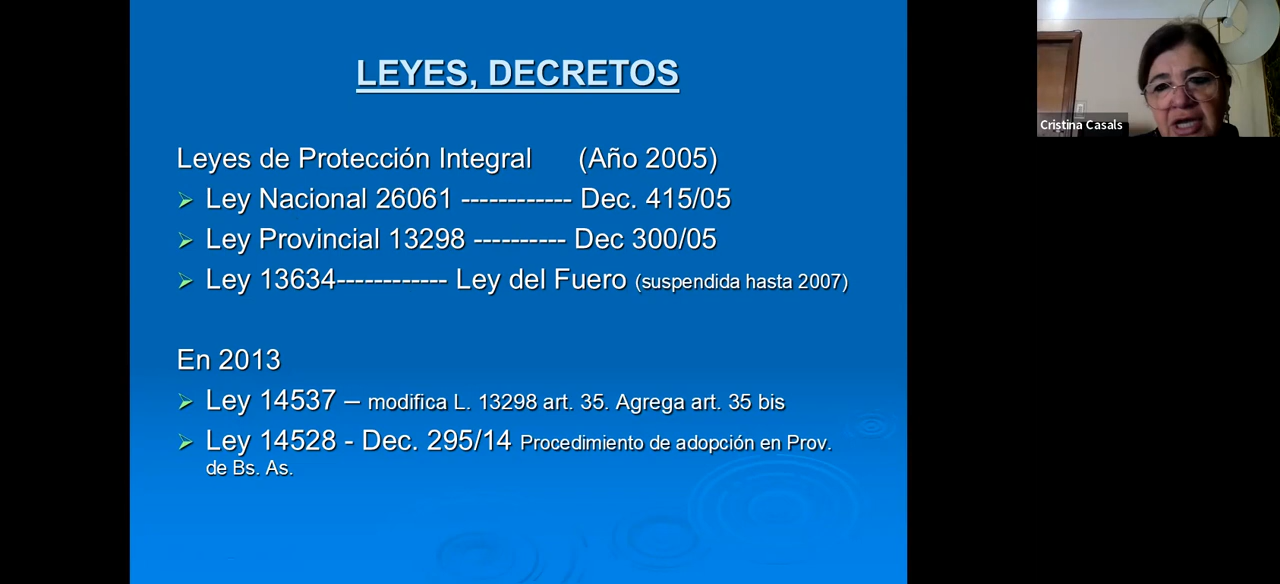 LEYES, DECRETOS
Leyes de Protección Integral (Año 2005)
Ley Nacional 26061 ------------ Dec. 415/05
Ley Provincial 13298 ---------- Dec 300/05
Ley 13634------------ Ley del Fuero (suspendida hasta 2007)
En 2013
Ley 14537 – modifica L. 13298 art. 35. Agrega art. 35 bis
Ley 14528 - Dec. 295/14 Procedimiento de adopción en Prov.
de Bs. As.
Cristina Casals